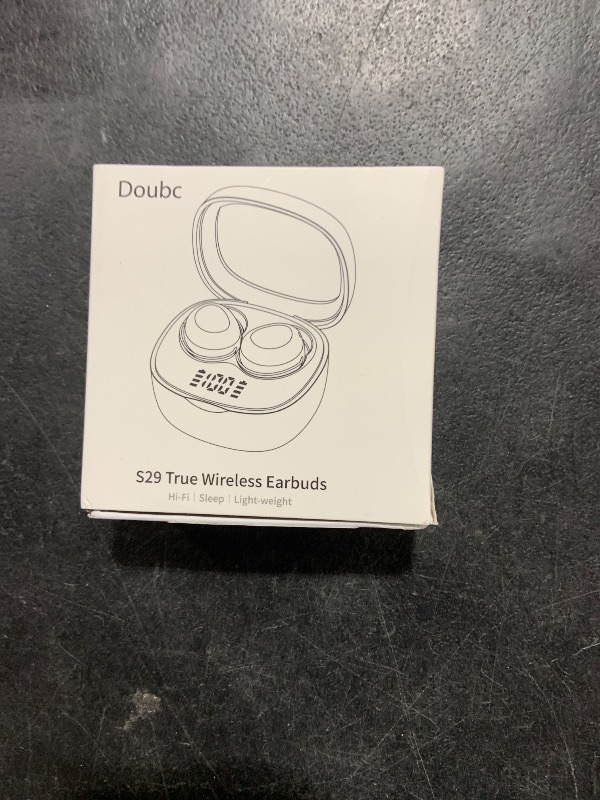 Doubc
100
S29 True Wireless Earbuds
Hi-Fi | Sleep | Light-weight